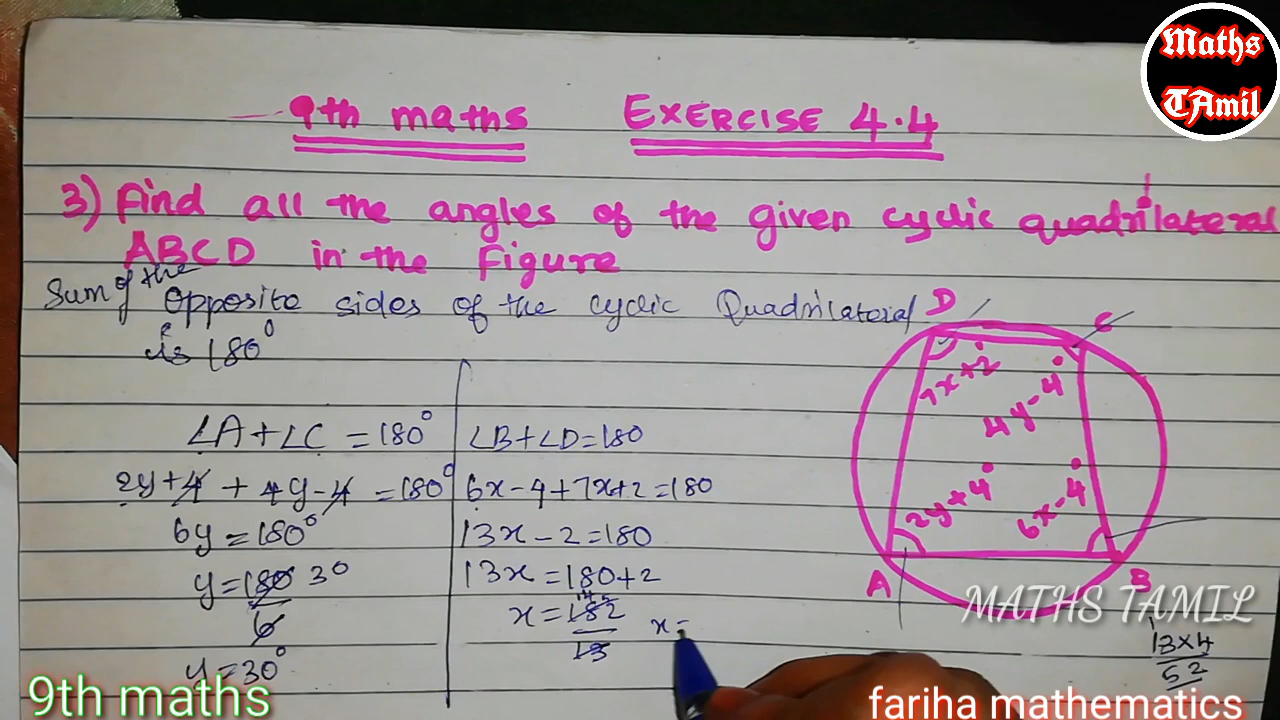 Maths
TAmil
9th maths EXERCISE 4.4
3) Find all the angles of the given cyclic quadrilateral
ABCD in the Figure
Sum of the opposite sides of the cyclic Quadrilateral
is 180°
∠A+∠C = 180°
2y+4 + 4y-4 = 180°
6y = 180°
y = 180 30
6
y = 30°
∠B+∠D = 180
6x-4+7x+2 = 180
13x-2 = 180
13x = 180+2
x = 182 14
13
x =
D
C
7x+2°
4y-4°
2y+4°
6x-4°
A
B
MATHS TAMIL
13×4
52
9th maths
fariha mathematics